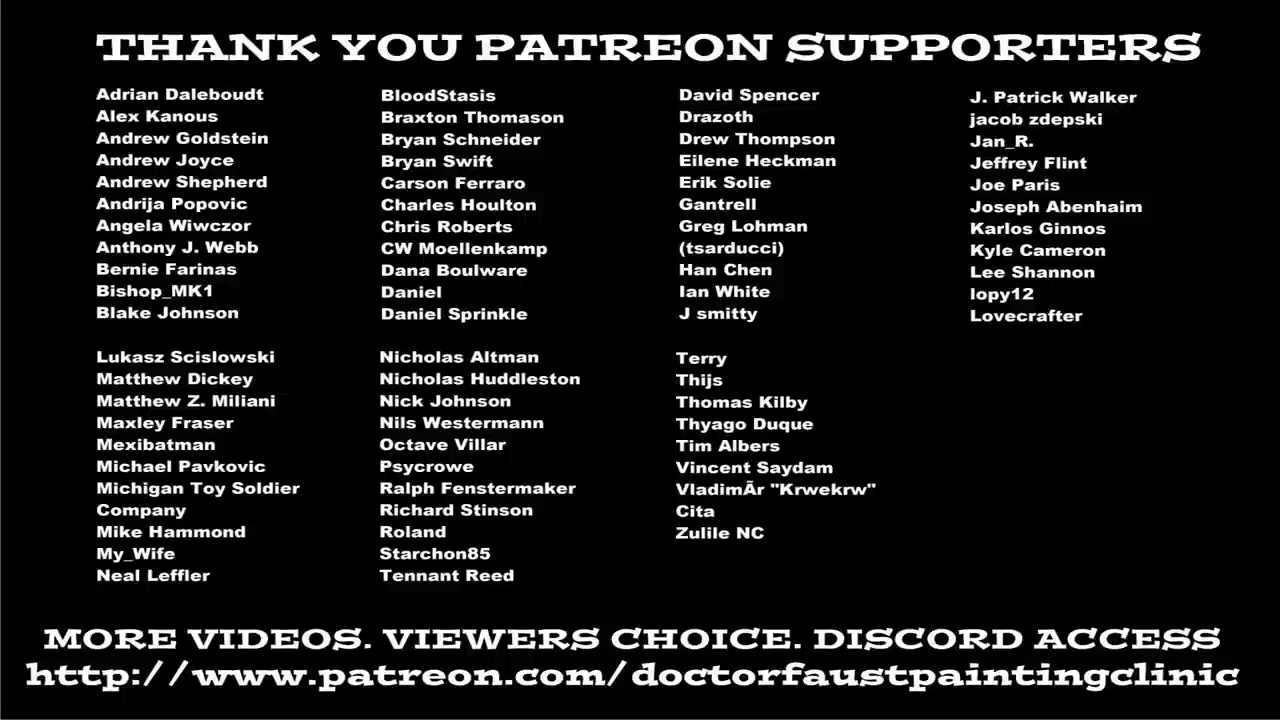 THANK YOU PATREON SUPPORTERS
Adrian Daleboudt
Alex Kanous
Andrew Goldstein
Andrew Joyce
Andrew Shepherd
Andrija Popovic
Angela Wiwczor
Anthony J. Webb
Bernie Farinas
Bishop_MK1
Blake Johnson
BloodStasis
Braxton Thomason
Bryan Schneider
Bryan Swift
Carson Ferraro
Charles Houlton
Chris Roberts
CW Moellenkamp
Dana Boulware
Daniel
Daniel Sprinkle
David Spencer
Drazoth
Drew Thompson
Eilene Heckman
Erik Solie
Gantrell
Greg Lohman
(tsarducci)
Han Chen
Ian White
J smitty
J. Patrick Walker
jacob zdepski
Jan_R.
Jeffrey Flint
Joe Paris
Joseph Abenhaim
Karlos Ginnos
Kyle Cameron
Lee Shannon
lopy12
Lovecrafter
Lukasz Scislowski
Matthew Dickey
Matthew Z. Miliani
Maxley Fraser
Mexibatman
Michael Pavkovic
Michigan Toy Soldier
Company
Mike Hammond
My_Wife
Neal Leffler
Nicholas Altman
Nicholas Huddleston
Nick Johnson
Nils Westermann
Octave Villar
Psycrowe
Ralph Fenstermaker
Richard Stinson
Roland
Starchon85
Tennant Reed
Terry
Thijs
Thomas Kilby
Thyago Duque
Tim Albers
Vincent Saydam
VladimÃr "Krwekrw"
Cita
Zulile NC
MORE VIDEOS. VIEWERS CHOICE. DISCORD ACCESS
http://www.patreon.com/doctorfaustpaintingclinic